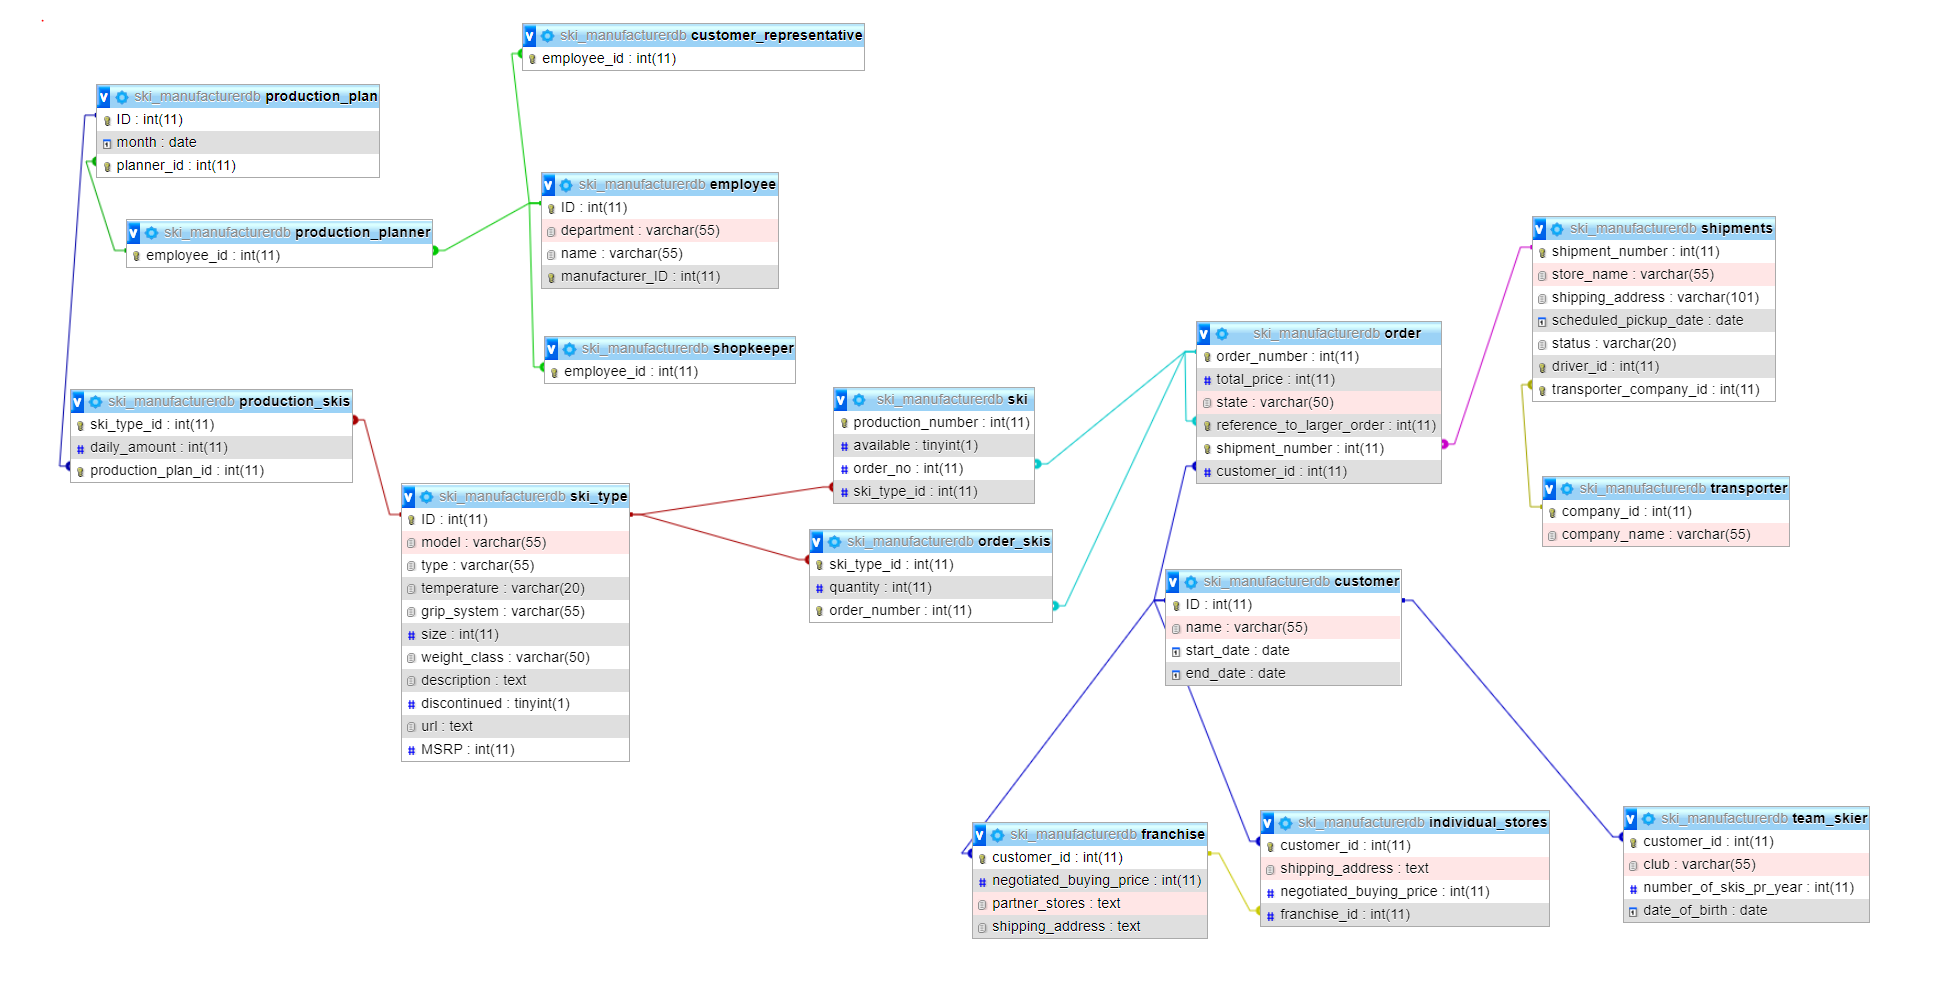 ski_manufacturerdb customer_representative
employee_id : int(11)
ski_manufacturerdb production_plan
ID : int(11)
month : date
planner_id : int(11)
ski_manufacturerdb employee
ID : int(11)
department : varchar(55)
name : varchar(55)
manufacturer_ID : int(11)
ski_manufacturerdb production_planner
employee_id : int(11)
ski_manufacturerdb shopkeeper
employee_id : int(11)
ski_manufacturerdb production_skis
ski_type_id : int(11)
daily_amount : int(11)
production_plan_id : int(11)
ski_manufacturerdb ski_type
ID : int(11)
model : varchar(55)
type : varchar(55)
temperature : varchar(20)
grip_system : varchar(55)
size : int(11)
weight_class : varchar(50)
description : text
discontinued : tinyint(1)
url : text
MSRP : int(11)
ski_manufacturerdb ski
production_number : int(11)
available : tinyint(1)
order_no : int(11)
ski_type_id : int(11)
ski_manufacturerdb order_skis
ski_type_id : int(11)
quantity : int(11)
order_number : int(11)
ski_manufacturerdb order
order_number : int(11)
total_price : int(11)
state : varchar(50)
reference_to_larger_order : int(11)
shipment_number : int(11)
customer_id : int(11)
ski_manufacturerdb shipments
shipment_number : int(11)
store_name : varchar(55)
shipping_address : varchar(101)
scheduled_pickup_date : date
status : varchar(20)
driver_id : int(11)
transporter_company_id : int(11)
ski_manufacturerdb transporter
company_id : int(11)
company_name : varchar(55)
ski_manufacturerdb customer
ID : int(11)
name : varchar(55)
start_date : date
end_date : date
ski_manufacturerdb franchise
customer_id : int(11)
negotiated_buying_price : int(11)
partner_stores : text
shipping_address : text
ski_manufacturerdb individual_stores
customer_id : int(11)
shipping_address : text
negotiated_buying_price : int(11)
franchise_id : int(11)
ski_manufacturerdb team_skier
customer_id : int(11)
club : varchar(55)
number_of_skis_pr_year : int(11)
date_of_birth : date